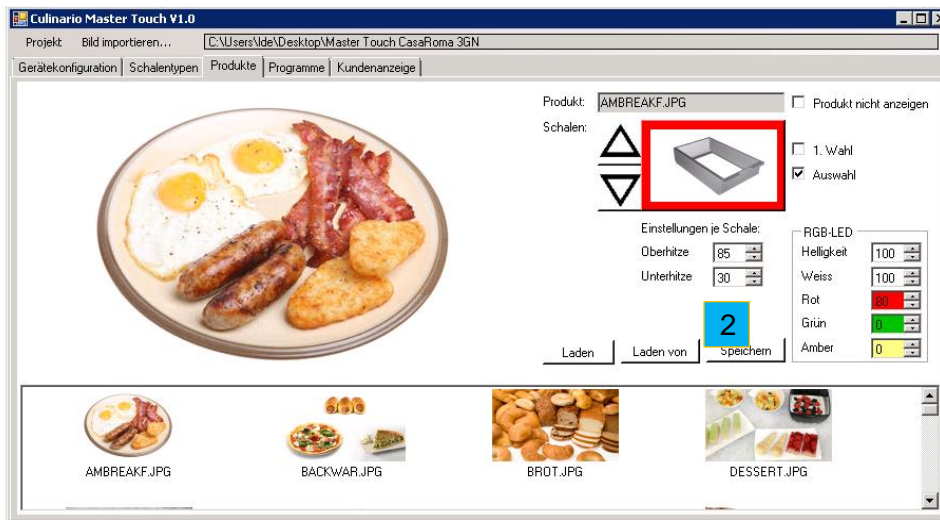 Culinario Master Touch V1.0
Projekt Bild importieren... C:\Users\lde\Desktop\Master Touch CasaRoma 3GN
Gerätekonfiguration Schalentypen Produkte Programme Kundenanzeige
Produkt: AMBREAKF.JPG Produkt nicht anzeigen
Schalen:
1. Wahl
Auswahl
Einstellungen je Schale: RGB-LED
Oberhitze 85 Helligkeit 100
Unterhitze 30 Weiss 100
Rot 80
Grün 0
2
Laden Laden von Speichern Amber 0
AMBREAKF.JPG BACKWAR.JPG BROT.JPG DESSERT.JPG